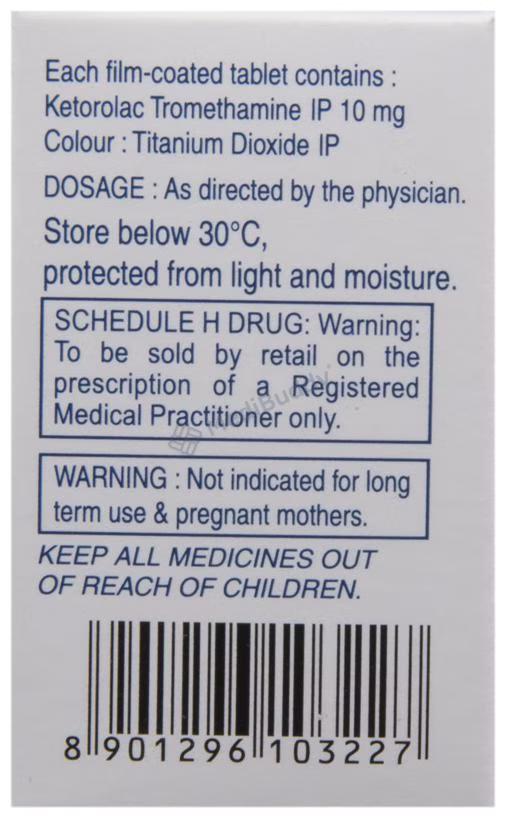 Each film-coated tablet contains :
Ketorolac Tromethamine IP 10 mg
Colour : Titanium Dioxide IP
DOSAGE : As directed by the physician.
Store below 30°C,
protected from light and moisture.
SCHEDULE H DRUG: Warning:
To be sold by retail on the
prescription of a Registered
Medical Practitioner only.
MediBuddy
WARNING : Not indicated for long
term use & pregnant mothers.
KEEP ALL MEDICINES OUT
OF REACH OF CHILDREN.
8 901296 103227